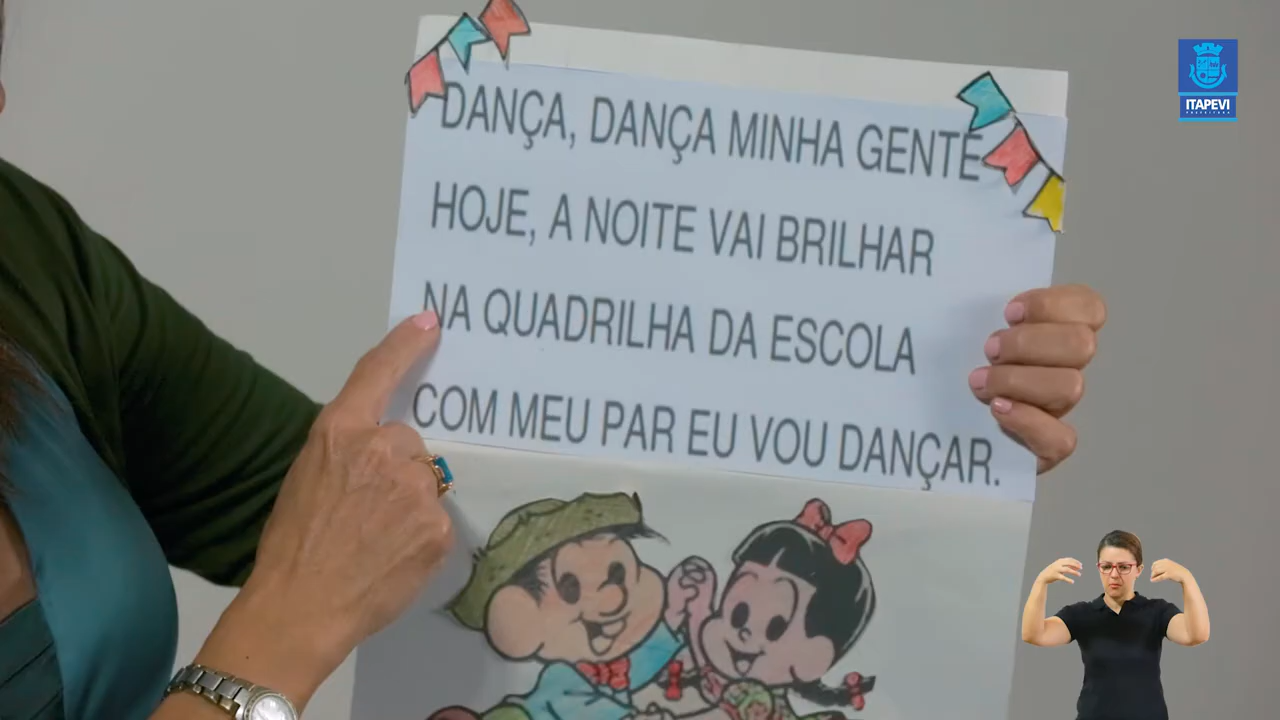 DANÇA, DANÇA MINHA GENTE
HOJE, A NOITE VAI BRILHAR
NA QUADRILHA DA ESCOLA
COM MEU PAR EU VOU DANÇAR.
ITAPEVI
PREFEITURA